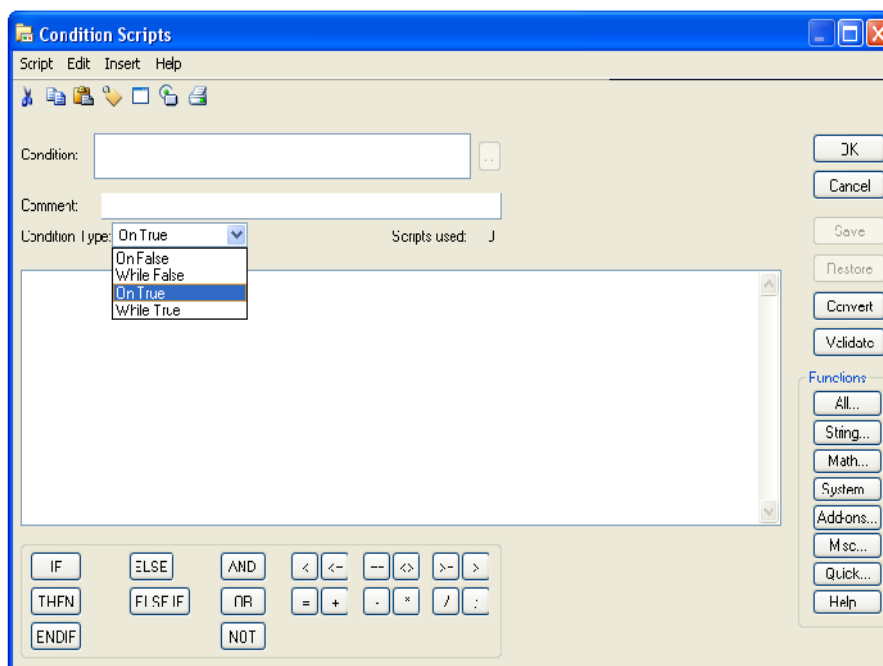 Condition Scripts
Script Edit Insert Help
Condition:
..
OK
Cancel
Comment:
Condition Type: On True
Scripts used:
Save
On False
While False
On True
While True
Restore
Convert
Validate
Functions
All...
String...
Math...
System
Add-ons...
Misc...
Quick...
Help
IF ELSE AND < <= == <> >= >
THEN ELSE IF OR = + - * / ;
ENDIF NOT